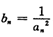 bₙ = 1/aₙ²